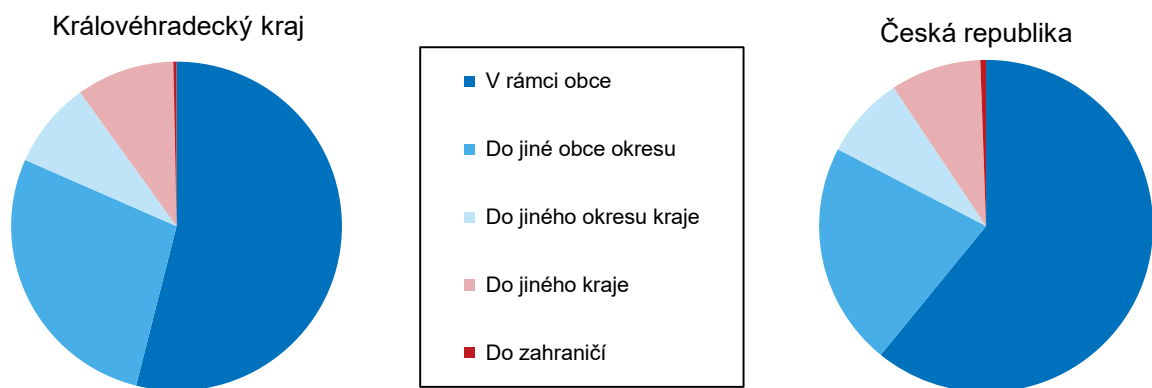 Královéhradecký kraj
V rámci obce
Do jiné obce okresu
Do jiného okresu kraje
Do jiného kraje
Do zahraničí
Česká republika